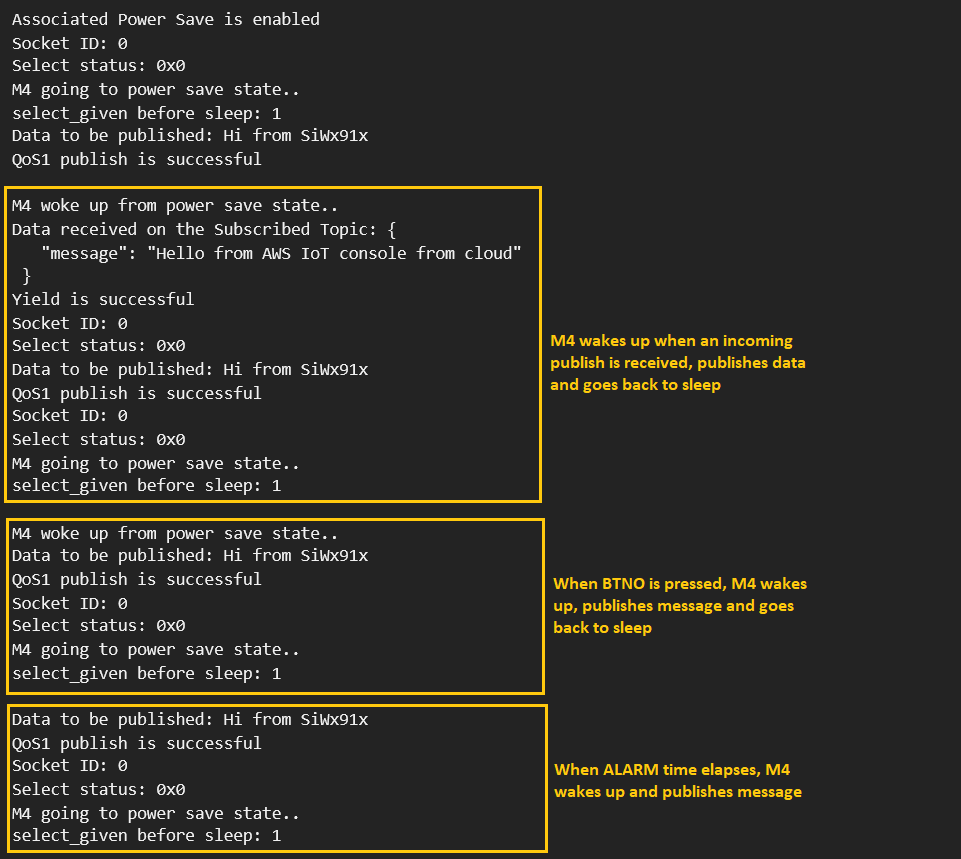 Associated Power Save is enabled
Socket ID: 0
Select status: 0x0
M4 going to power save state..
select_given before sleep: 1
Data to be published: Hi from SiWx91x
QoS1 publish is successful
M4 woke up from power save state..
Data received on the Subscribed Topic: {
"message": "Hello from AWS IoT console from cloud"
}
Yield is successful
Socket ID: 0
Select status: 0x0
Data to be published: Hi from SiWx91x
QoS1 publish is successful
Socket ID: 0
Select status: 0x0
M4 going to power save state..
select_given before sleep: 1
M4 wakes up when an incoming
publish is received, publishes data
and goes back to sleep
M4 woke up from power save state..
Data to be published: Hi from SiWx91x
QoS1 publish is successful
Socket ID: 0
Select status: 0x0
M4 going to power save state..
select_given before sleep: 1
When BTNO is pressed, M4 wakes
up, publishes message and goes
back to sleep
Data to be published: Hi from SiWx91x
QoS1 publish is successful
Socket ID: 0
Select status: 0x0
M4 going to power save state..
select_given before sleep: 1
When ALARM time elapses, M4
wakes up and publishes message